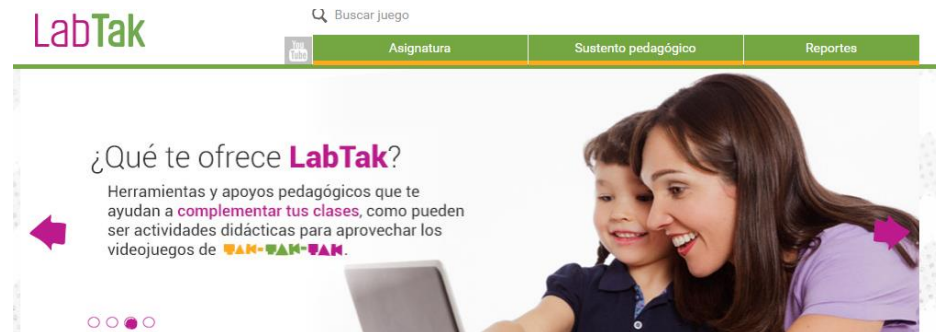 LabTak
Buscar juego
You Tube
Asignatura
Sustento pedagógico
Reportes
¿Qué te ofrece LabTak?
Herramientas y apoyos pedagógicos que te
ayudan a complementar tus clases, como pueden
ser actividades didácticas para aprovechar los
videojuegos de TAK-TAK-TAK.